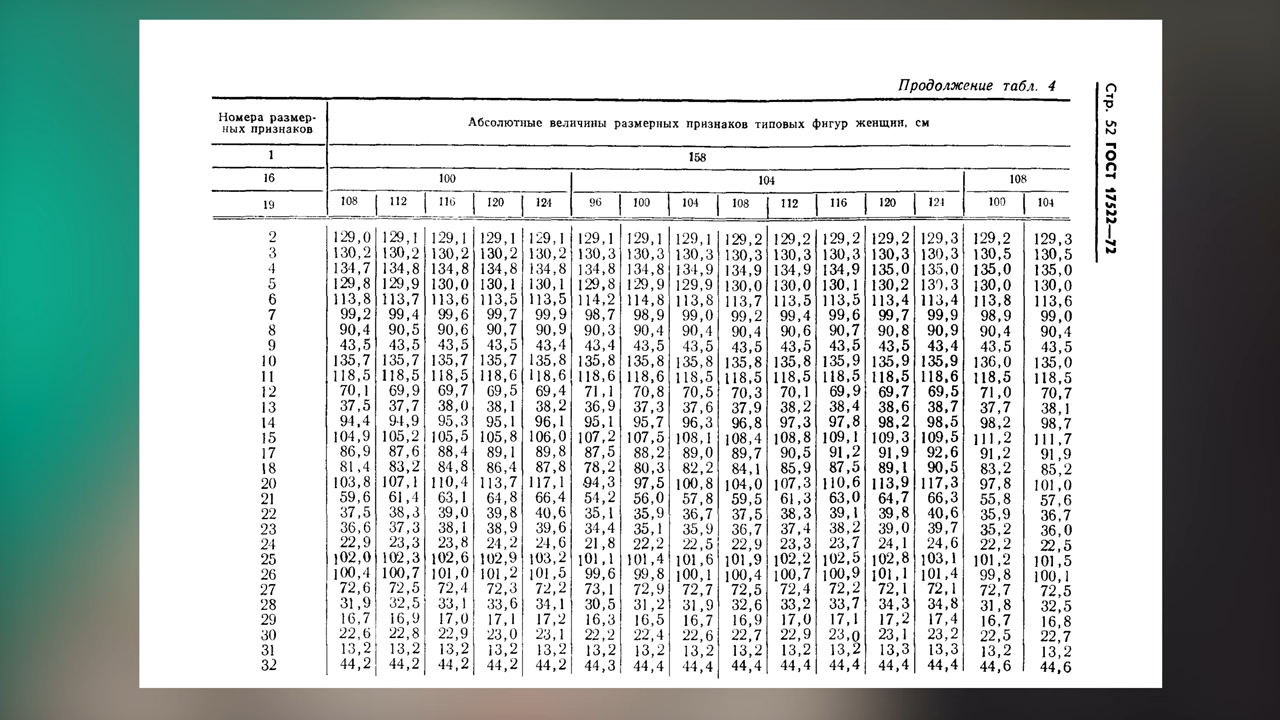 Продолжение табл. 4
Стр. 52 ГОСТ 17522—72
Номера размер- Абсолютные величины размерных признаков типовых фигур женщин, см
ных признаков
1 158
16 100 104 108
19 108 112 116 120 124 96 100 104 108 112 116 120 124 100 104
2 129,0 129,1 129,1 129,1 129,1 129,1 129,1 129,1 129,2 129,2 129,2 129,2 129,3 129,2 129,3
3 130,2 130,2 130,2 130,2 130,2 130,3 130,3 130,3 130,3 130,3 130,3 130,3 130,3 130,5 130,5
4 134,7 134,8 134,8 134,8 134,8 134,8 134,8 134,9 134,9 134,9 134,9 135,0 135,0 135,0 135,0
5 129,8 129,9 130,0 130,1 130,1 129,8 129,9 129,9 130,0 130,0 130,1 130,2 130,3 130,0 130,0
6 113,8 113,7 113,6 113,5 113,5 114,2 114,8 113,8 113,7 113,5 113,5 113,4 113,4 113,8 113,6
7 99,2 99,4 99,6 99,7 99,9 98,7 98,9 99,0 99,2 99,4 99,6 99,7 99,9 98,9 99,0
8 90,4 90,5 90,6 90,7 90,9 90,3 90,4 90,4 90,4 90,6 90,7 90,8 90,9 90,4 90,4
9 43,5 43,5 43,5 43,5 43,4 43,4 43,5 43,5 43,5 43,5 43,5 43,5 43,4 43,5 43,5
10 135,7 135,7 135,7 135,7 135,8 135,8 135,8 135,8 135,8 135,8 135,9 135,9 135,9 136,0 135,0
11 118,5 118,5 118,5 118,6 118,6 118,6 118,6 118,5 118,5 118,5 118,5 118,5 118,6 118,5 118,5
12 70,1 69,9 69,7 69,5 69,4 71,1 70,8 70,5 70,3 70,1 69,9 69,7 69,5 71,0 70,7
13 37,5 37,7 38,0 38,1 38,2 36,9 37,3 37,6 37,9 38,2 38,4 38,6 38,7 37,7 38,1
14 94,4 94,9 95,3 95,1 96,1 95,1 95,7 96,3 96,8 97,3 97,8 98,2 98,5 98,2 98,7
15 104,9 105,2 105,5 105,8 106,0 107,2 107,5 108,1 108,4 108,8 109,1 109,3 109,5 111,2 111,7
17 86,9 87,6 88,4 89,1 89,8 87,5 88,2 89,0 89,7 90,5 91,2 91,9 92,6 91,2 91,9
18 81,4 83,2 84,8 86,4 87,8 78,2 80,3 82,2 84,1 85,9 87,5 89,1 90,5 83,2 85,2
20 103,8 107,1 110,4 113,7 117,1 94,3 97,5 100,8 104,0 107,3 110,6 113,9 117,3 97,8 101,0
21 59,6 61,4 63,1 64,8 66,4 54,2 56,0 57,8 59,5 61,3 63,0 64,7 66,3 55,8 57,6
22 37,5 38,3 39,0 39,8 40,6 35,1 35,9 36,7 37,5 38,3 39,1 39,8 40,6 35,9 36,7
23 36,6 37,3 38,1 38,9 39,6 34,4 35,1 35,9 36,7 37,4 38,2 39,0 39,7 35,2 36,0
24 22,9 23,3 23,8 24,2 24,6 21,8 22,2 22,5 22,9 23,3 23,7 24,1 24,6 22,2 22,5
25 102,0 102,3 102,6 102,9 103,2 101,1 101,4 101,6 101,9 102,2 102,5 102,8 103,1 101,2 101,5
26 100,4 100,7 101,0 101,2 101,5 99,6 99,8 100,1 100,4 100,7 100,9 101,1 101,4 99,8 100,1
27 72,6 72,5 72,4 72,3 72,2 73,1 72,9 72,7 72,5 72,4 72,2 72,1 72,1 72,7 72,5
28 31,9 32,5 33,1 33,6 34,1 30,5 31,2 31,9 32,6 33,2 33,7 34,3 34,8 31,8 32,5
29 16,7 16,9 17,0 17,1 17,2 16,3 16,5 16,7 16,9 17,0 17,1 17,2 17,4 16,7 16,8
30 22,6 22,8 22,9 23,0 23,1 22,2 22,4 22,6 22,7 22,9 23,0 23,1 23,2 22,5 22,7
31 13,2 13,2 13,2 13,2 13,2 13,2 13,2 13,2 13,2 13,2 13,2 13,3 13,3 13,2 13,2
32 44,2 44,2 44,2 44,2 44,2 44,3 44,4 44,4 44,4 44,4 44,4 44,4 44,4 44,6 44,6